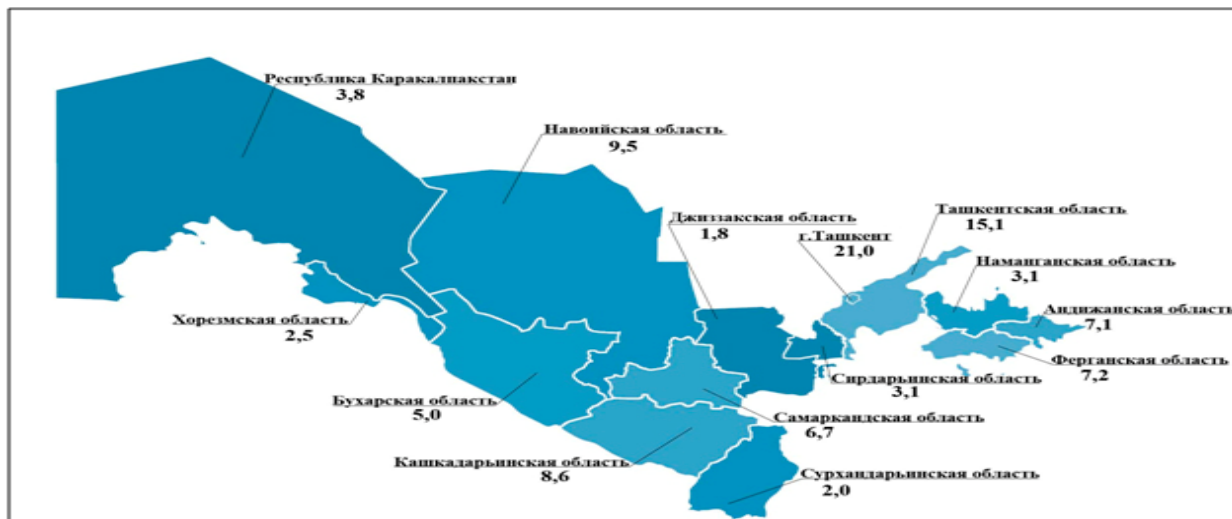 Республика Каракалпакстан
3,8
Навоийская область
9,5
Джиззакская область
1,8
г.Ташкент
21,0
Ташкентская область
15,1
Наманганская область
3,1
Андижанская область
7,1
Ферганская область
7,2
Хорезмская область
2,5
Сирдарьинская область
3,1
Бухарская область
5,0
Самаркандская область
6,7
Кашкадарьинская область
8,6
Сурхандарьинская область
2,0